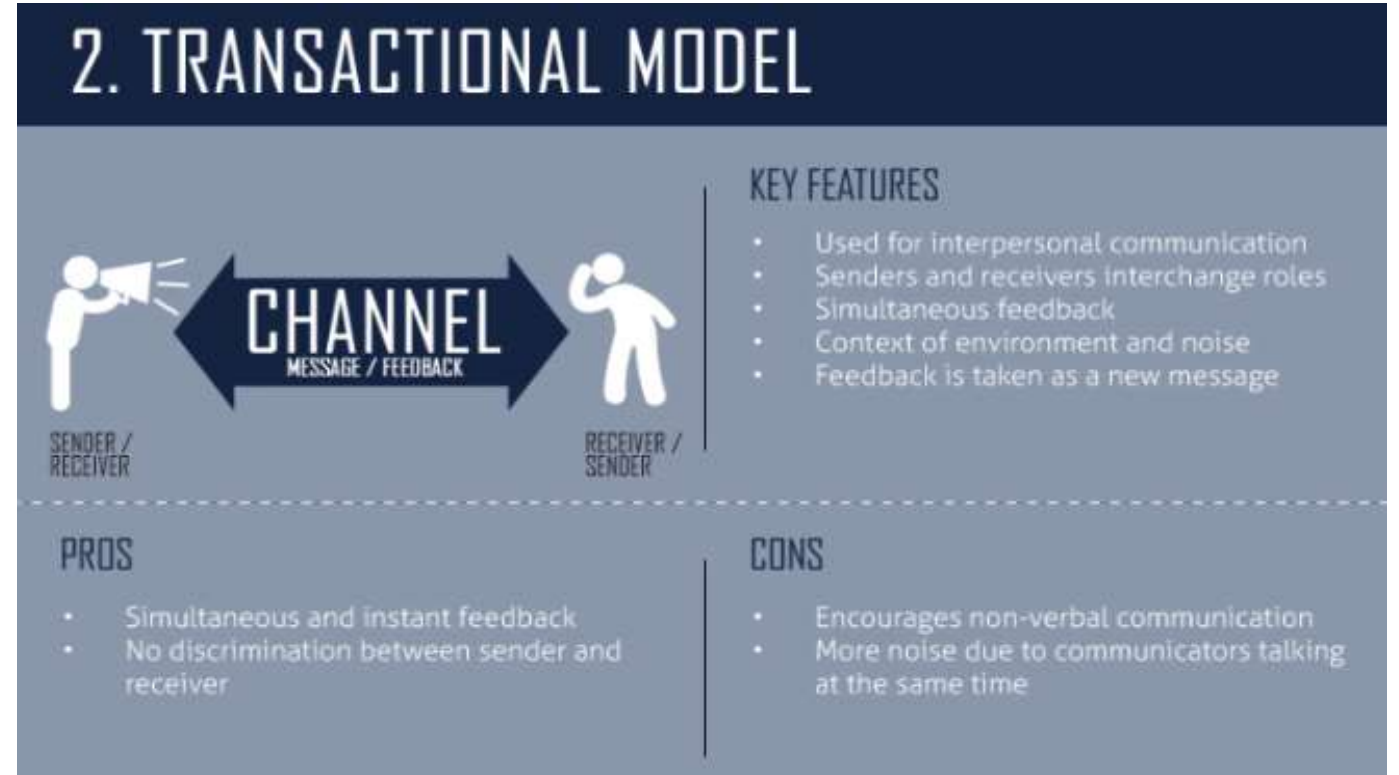 2. TRANSACTIONAL MODEL
CHANNEL
MESSAGE / FEEDBACK
SENDER /
RECEIVER
RECEIVER /
SENDER
KEY FEATURES
• Used for interpersonal communication
• Senders and receivers interchange roles
• Simultaneous feedback
• Context of environment and noise
• Feedback is taken as a new message
PROS
• Simultaneous and instant feedback
• No discrimination between sender and
receiver
CONS
• Encourages non-verbal communication
• More noise due to communicators talking
at the same time